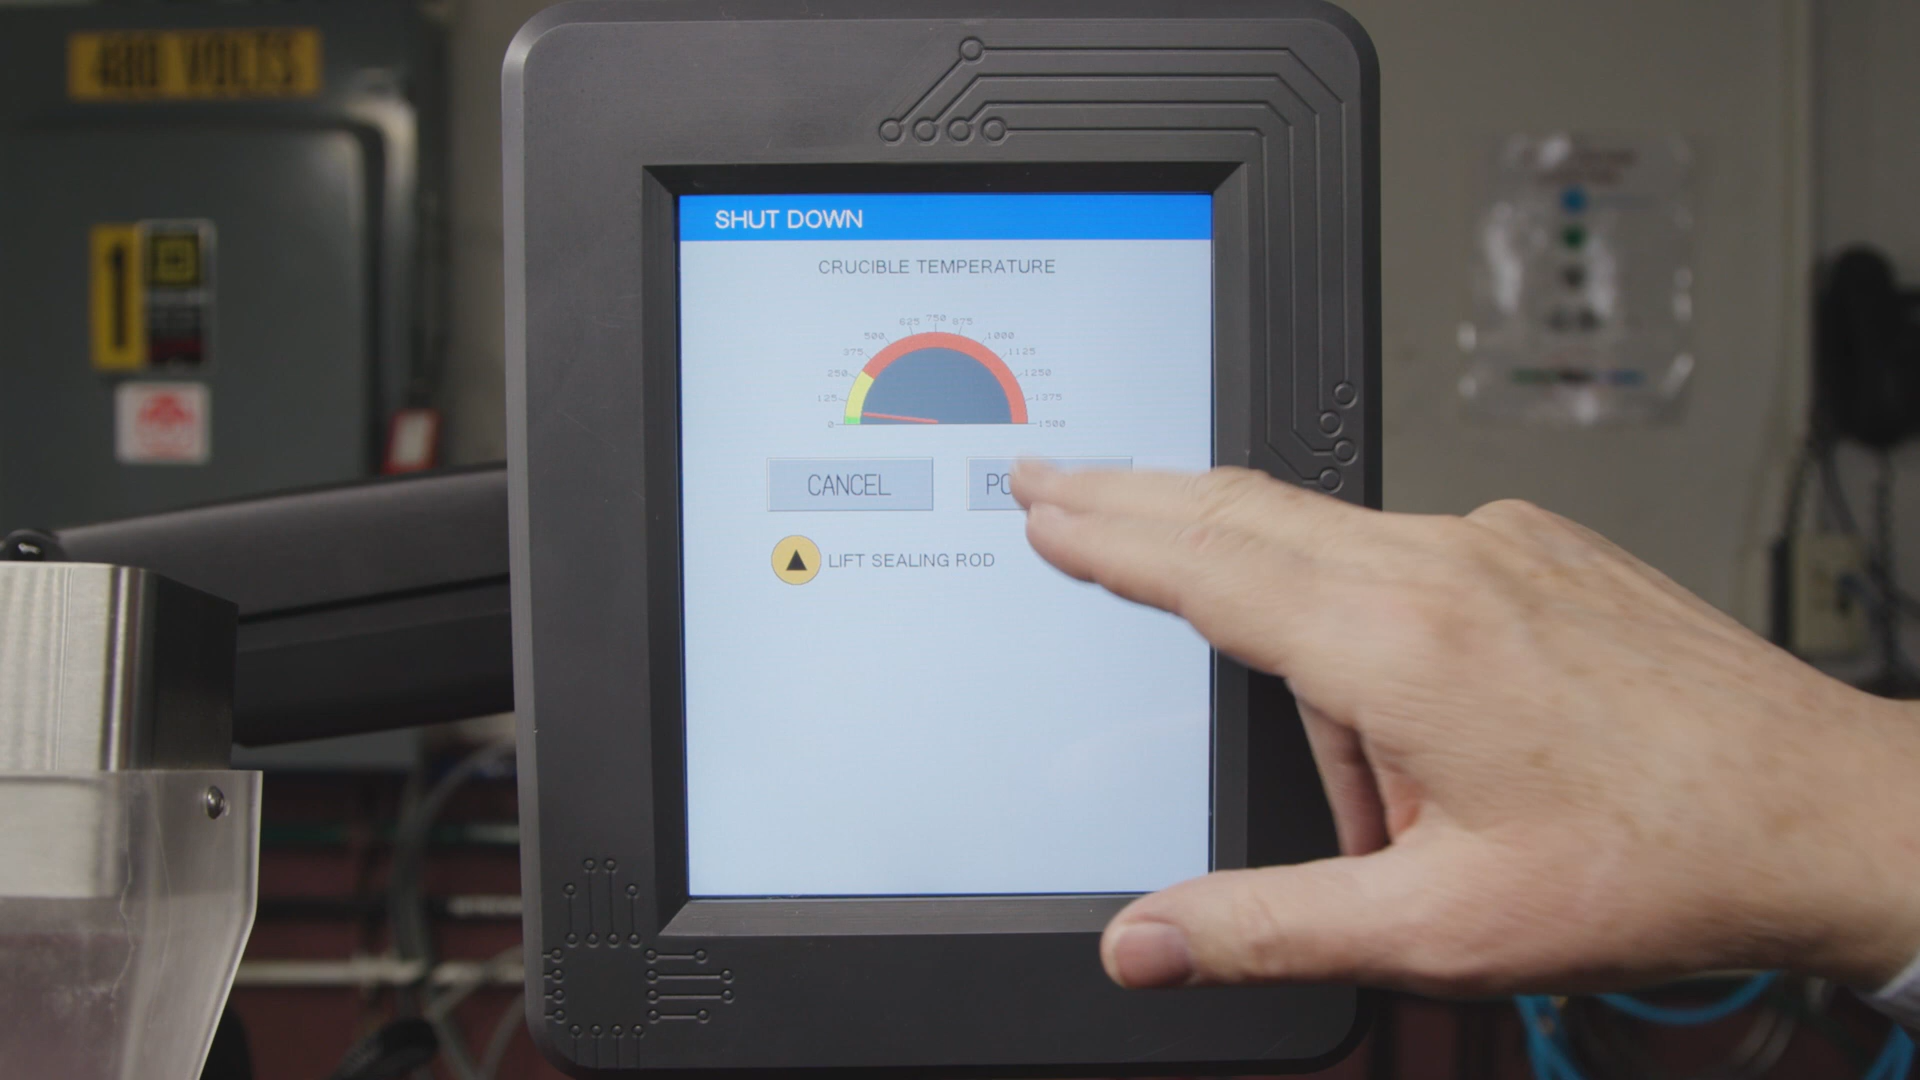 480 VOLTS
1
SHUT DOWN
CRUCIBLE TEMPERATURE
0
125
250
375
500
625
750
875
1000
1125
1250
1375
1500
CANCEL
PO
LIFT SEALING ROD